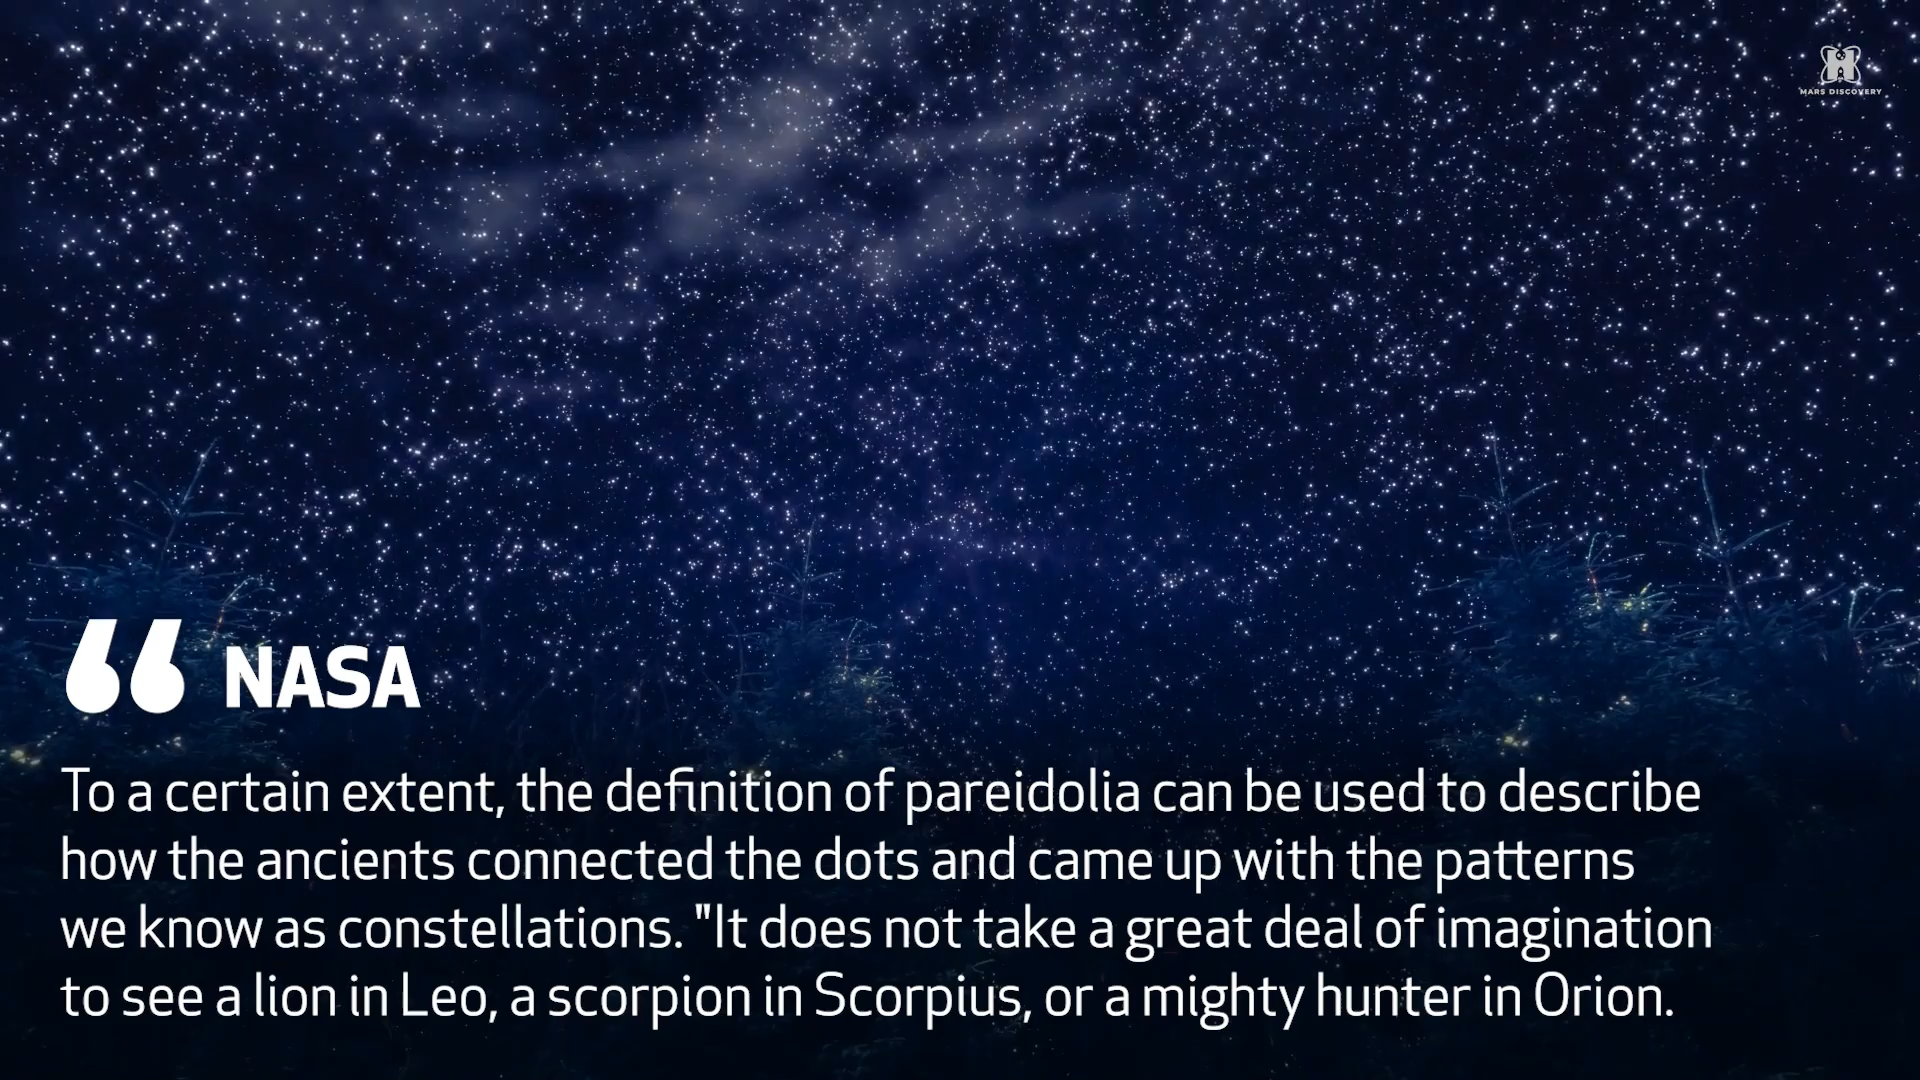 MARS DISCOVERY
“ NASA
To a certain extent, the definition of pareidolia can be used to describe
how the ancients connected the dots and came up with the patterns
we know as constellations. "It does not take a great deal of imagination
to see a lion in Leo, a scorpion in Scorpius, or a mighty hunter in Orion.